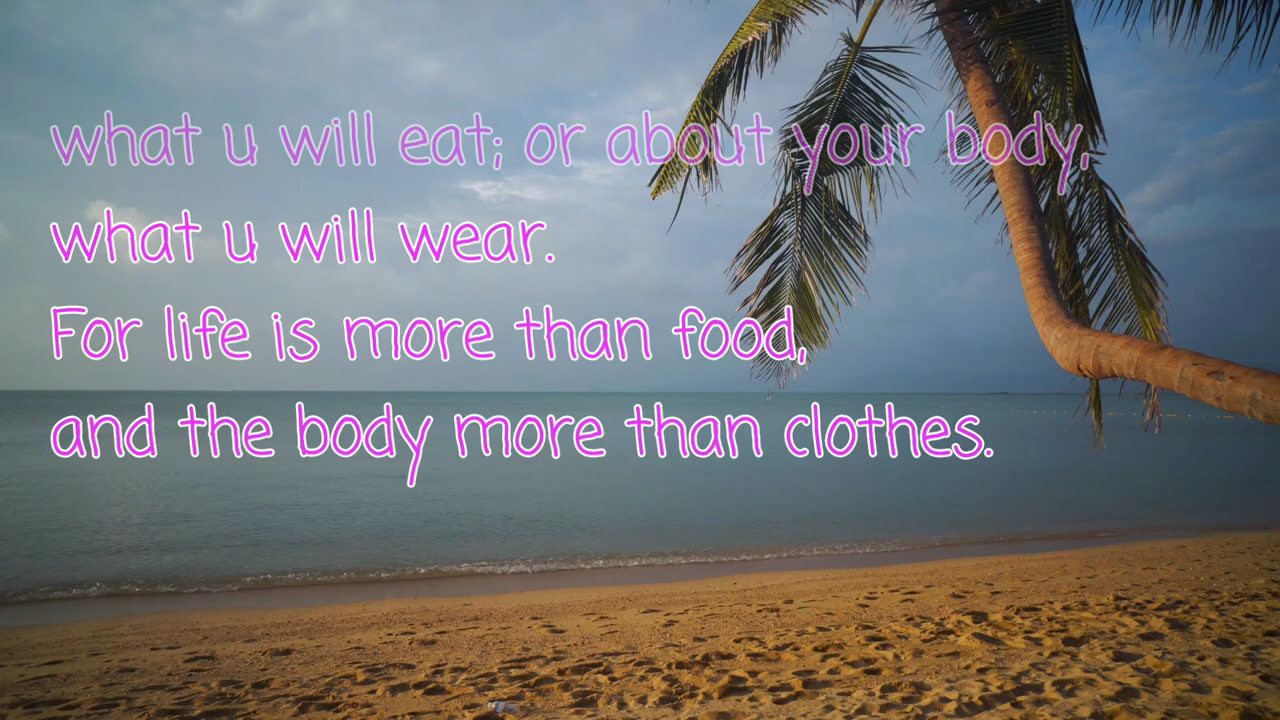 what u will eat; or about your body,
what u will wear.
For life is more than food,
and the body more than clothes.